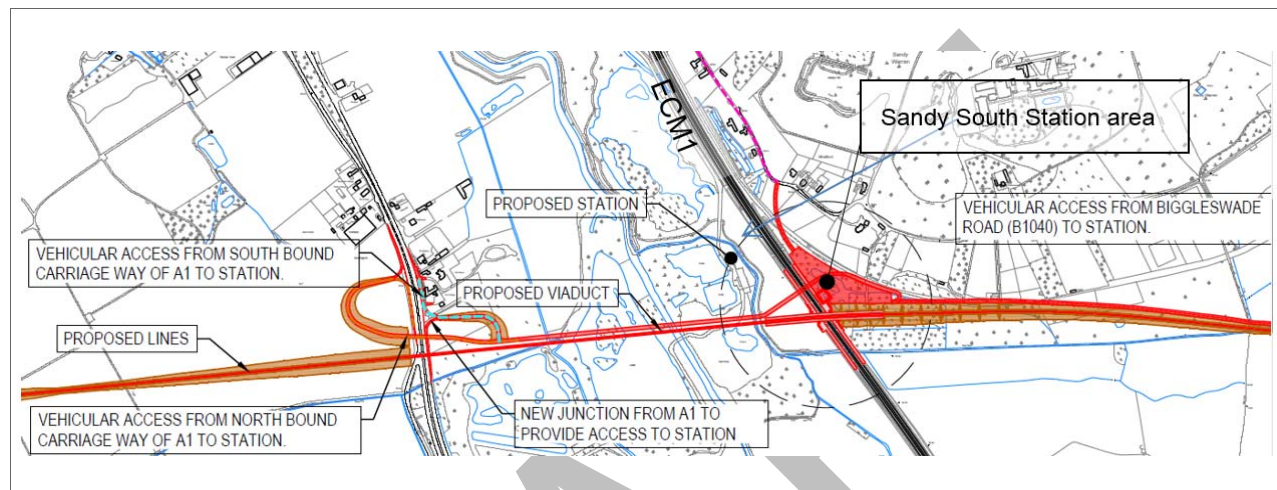 Sandy
Warren
ECM1
Sandy South Station area
PROPOSED STATION
VEHICULAR ACCESS FROM BIGGLESWADE
ROAD (B1040) TO STATION.
VEHICULAR ACCESS FROM SOUTH BOUND
CARRIAGE WAY OF A1 TO STATION.
PROPOSED VIADUCT
PROPOSED LINES
VEHICULAR ACCESS FROM NORTH BOUND
CARRIAGE WAY OF A1 TO STATION.
NEW JUNCTION FROM A1 TO
PROVIDE ACCESS TO STATION